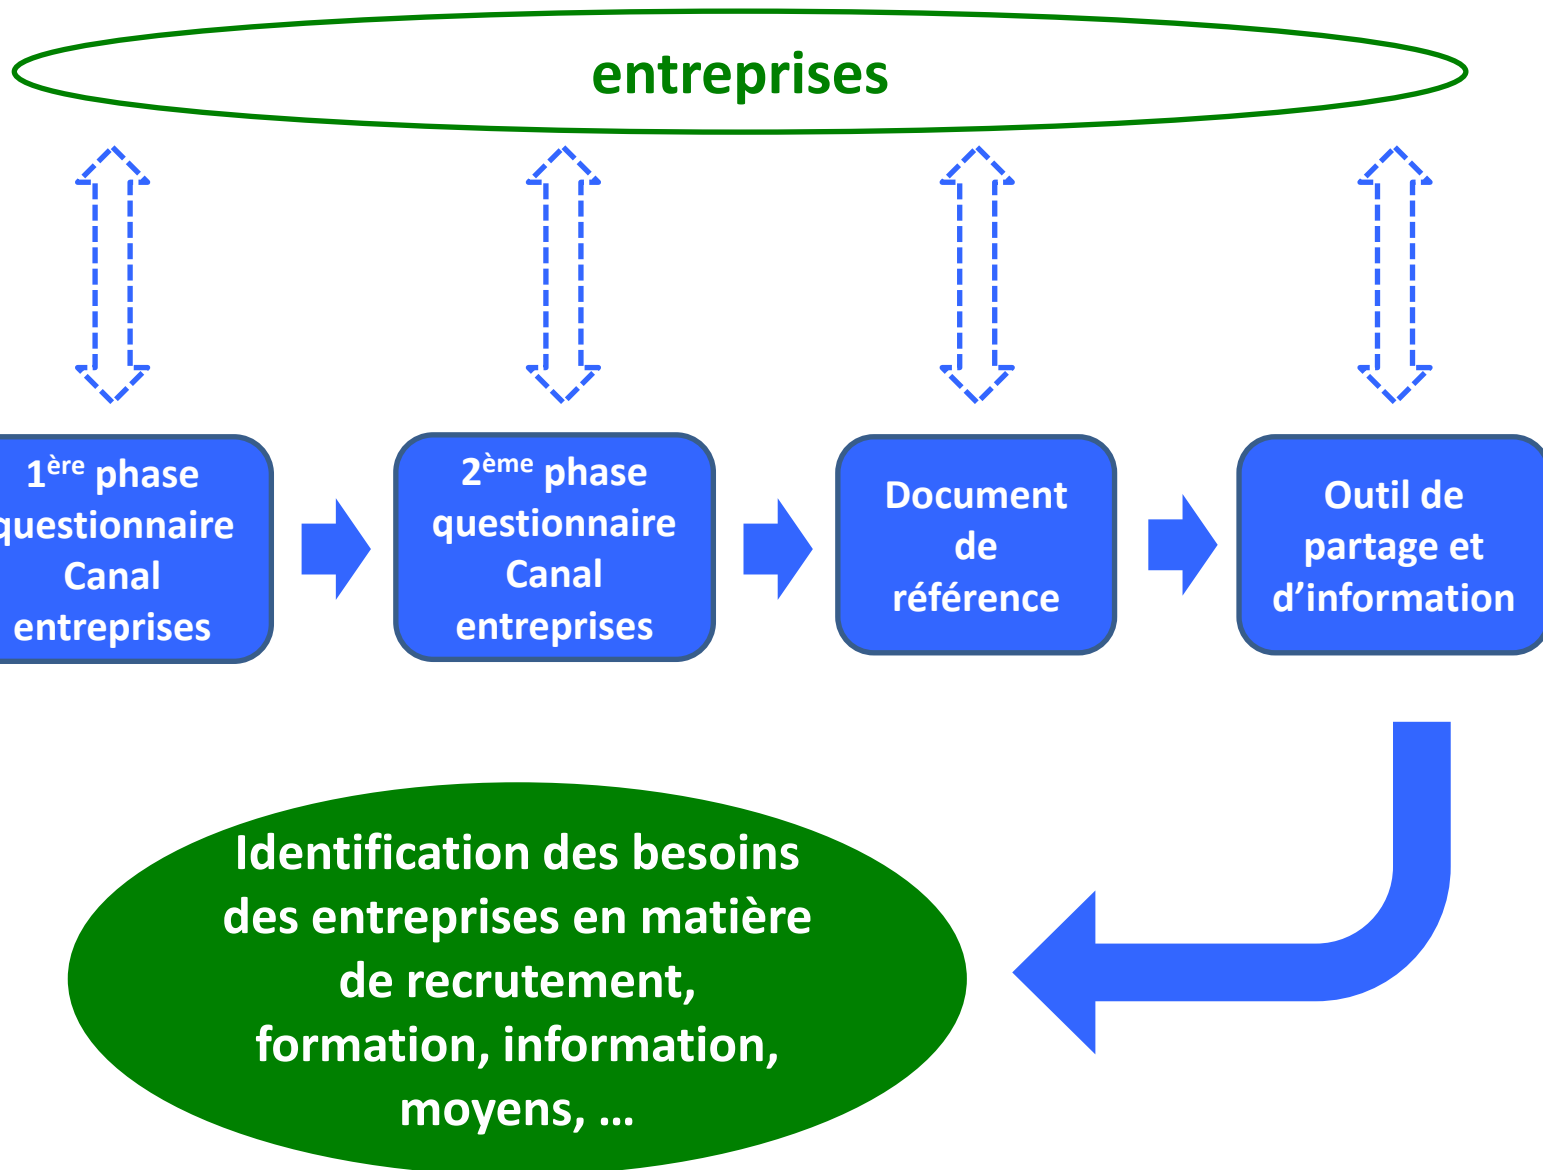 entreprises
1ère phase
questionnaire
Canal
entreprises
2ème phase
questionnaire
Canal
entreprises
Document
de
référence
Outil de
partage et
d’information
Identification des besoins
des entreprises en matière
de recrutement,
formation, information,
moyens, ...